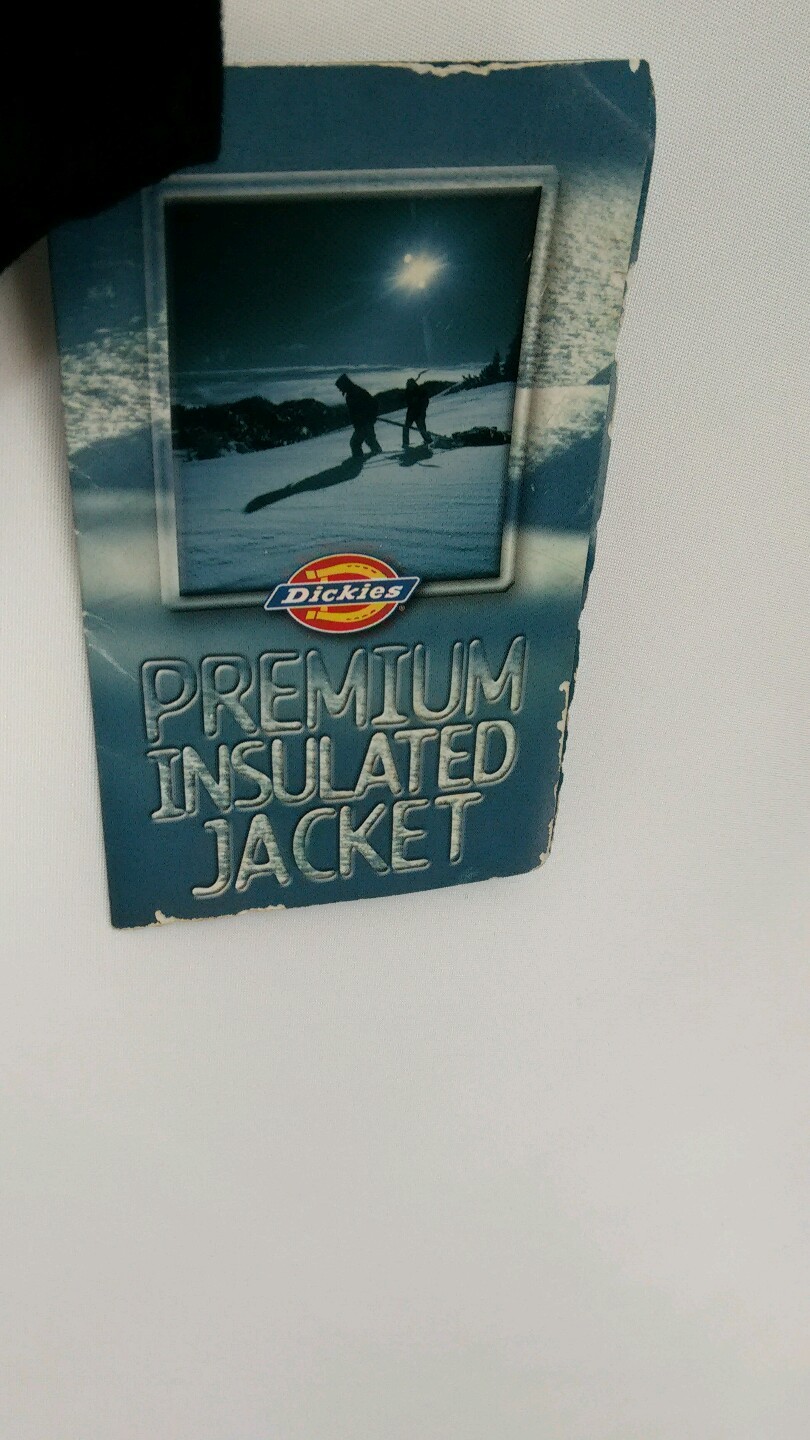 Dickies®
PREMIUM
INSULATED
JACKET